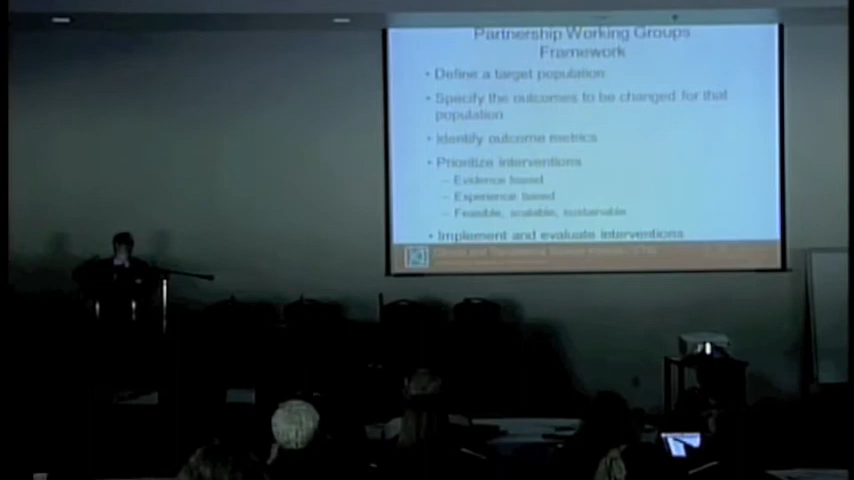 Partnership Working Groups
Framework
• Define a target population
• Specify the outcomes to be changed for that
population
• Identify outcome metrics
• Prioritize interventions
– Evidence based
– Experience based
– Feasible, scalable, sustainable
• Implement and evaluate interventions